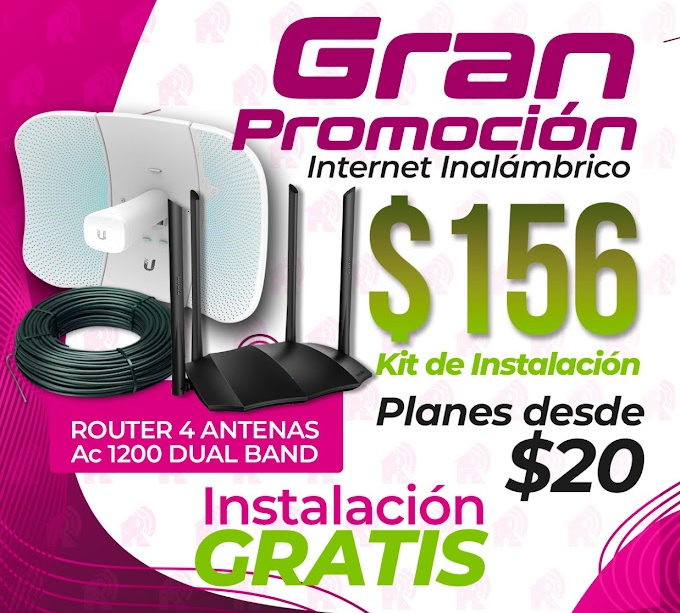 Gran
Promoción
Internet Inalámbrico
$156
Kit de Instalación
Planes desde
$20
ROUTER 4 ANTENAS
Ac 1200 DUAL BAND
Instalación
GRATIS